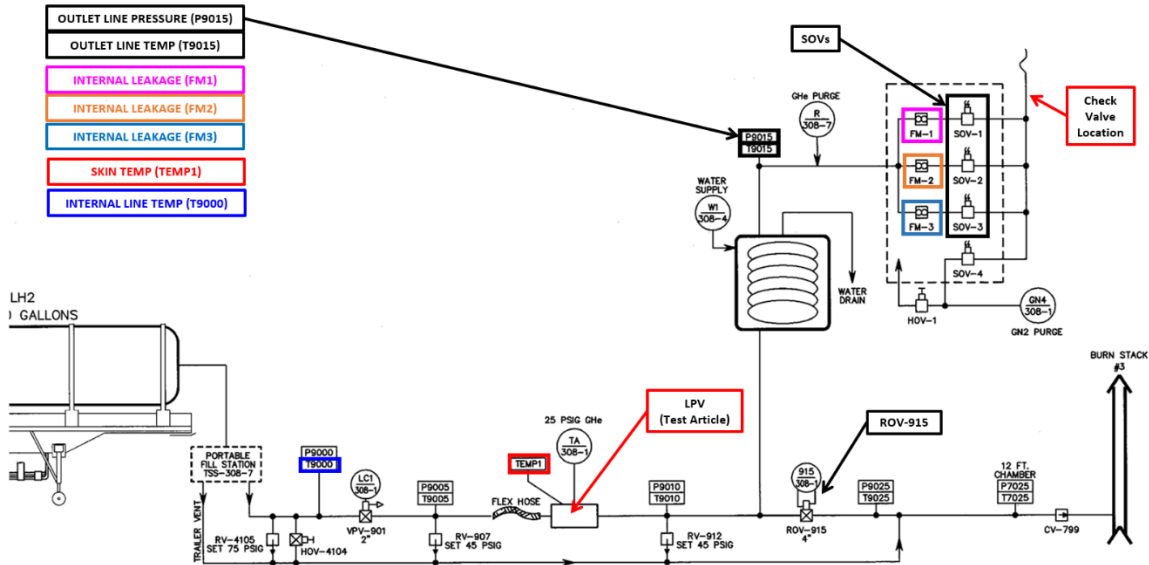 OUTLET LINE PRESSURE (P9015)
OUTLET LINE TEMP (T9015)
INTERNAL LEAKAGE (FM1)
INTERNAL LEAKAGE (FM2)
INTERNAL LEAKAGE (FM3)
SKIN TEMP (TEMP1)
INTERNAL LINE TEMP (T9000)
SOVs
Check
Valve
Location
GHe PURGE
R
308-7
P9015
T9015
FM-1
SOV-1
FM-2
SOV-2
FM-3
SOV-3
SOV-4
WATER
SUPPLY
W1
308-4
WATER
DRAIN
HOV-1
GN4
308-1
GN2 PURGE
LH2
GALLONS
BURN STACK
#3
LPV
(Test Article)
ROV-915
25 PSIG GHe
TA
308-1
PORTABLE
FILL STATION
TSS-308-7
P9000
T9000
LC1
308-1
P9005
T9005
TEMP1
FLEX HOSE
P9010
T9010
915
308-1
P9025
T9025
12 FT.
CHAMBER
P7025
T7025
TRAILER VENT
RV-4105
SET 75 PSIG
HOV-4104
VPV-901
2"
RV-907
SET 45 PSIG
RV-912
SET 45 PSIG
ROV-915
4"
CV-799